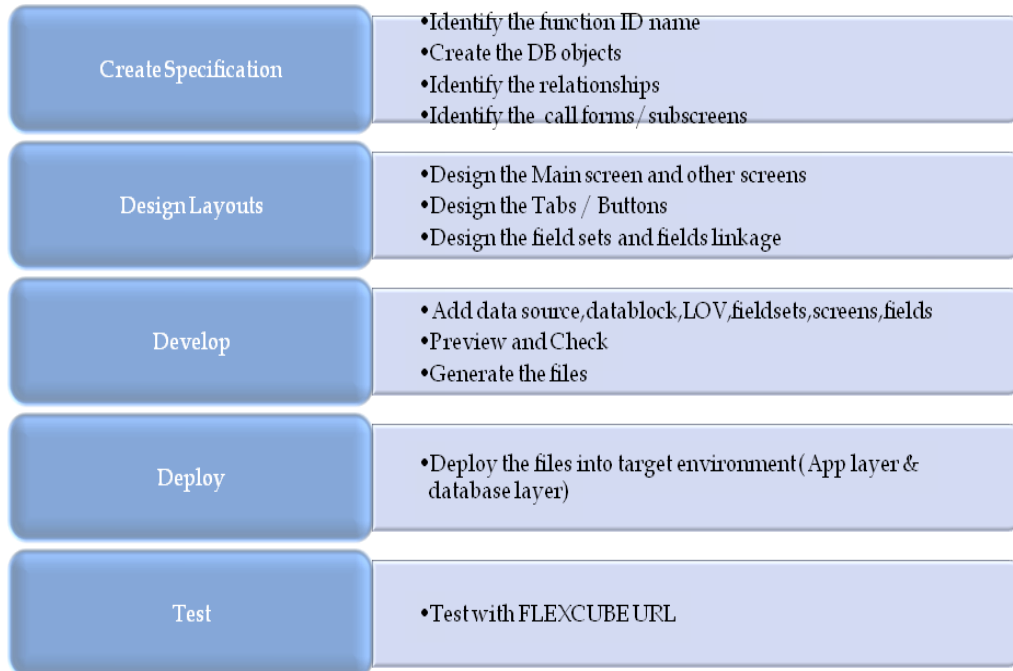 Create Specification
•Identify the function ID name
•Create the DB objects
•Identify the relationships
•Identify the call forms/subscreens
Design Layouts
•Design the Main screen and other screens
•Design the Tabs / Buttons
•Design the field sets and fields linkage
Develop
•Add data source,datablock,LOV,fieldsets,screens,fields
•Preview and Check
•Generate the files
Deploy
•Deploy the files into target environment( App layer &
database layer)
Test
•Test with FLEXCUBE URL